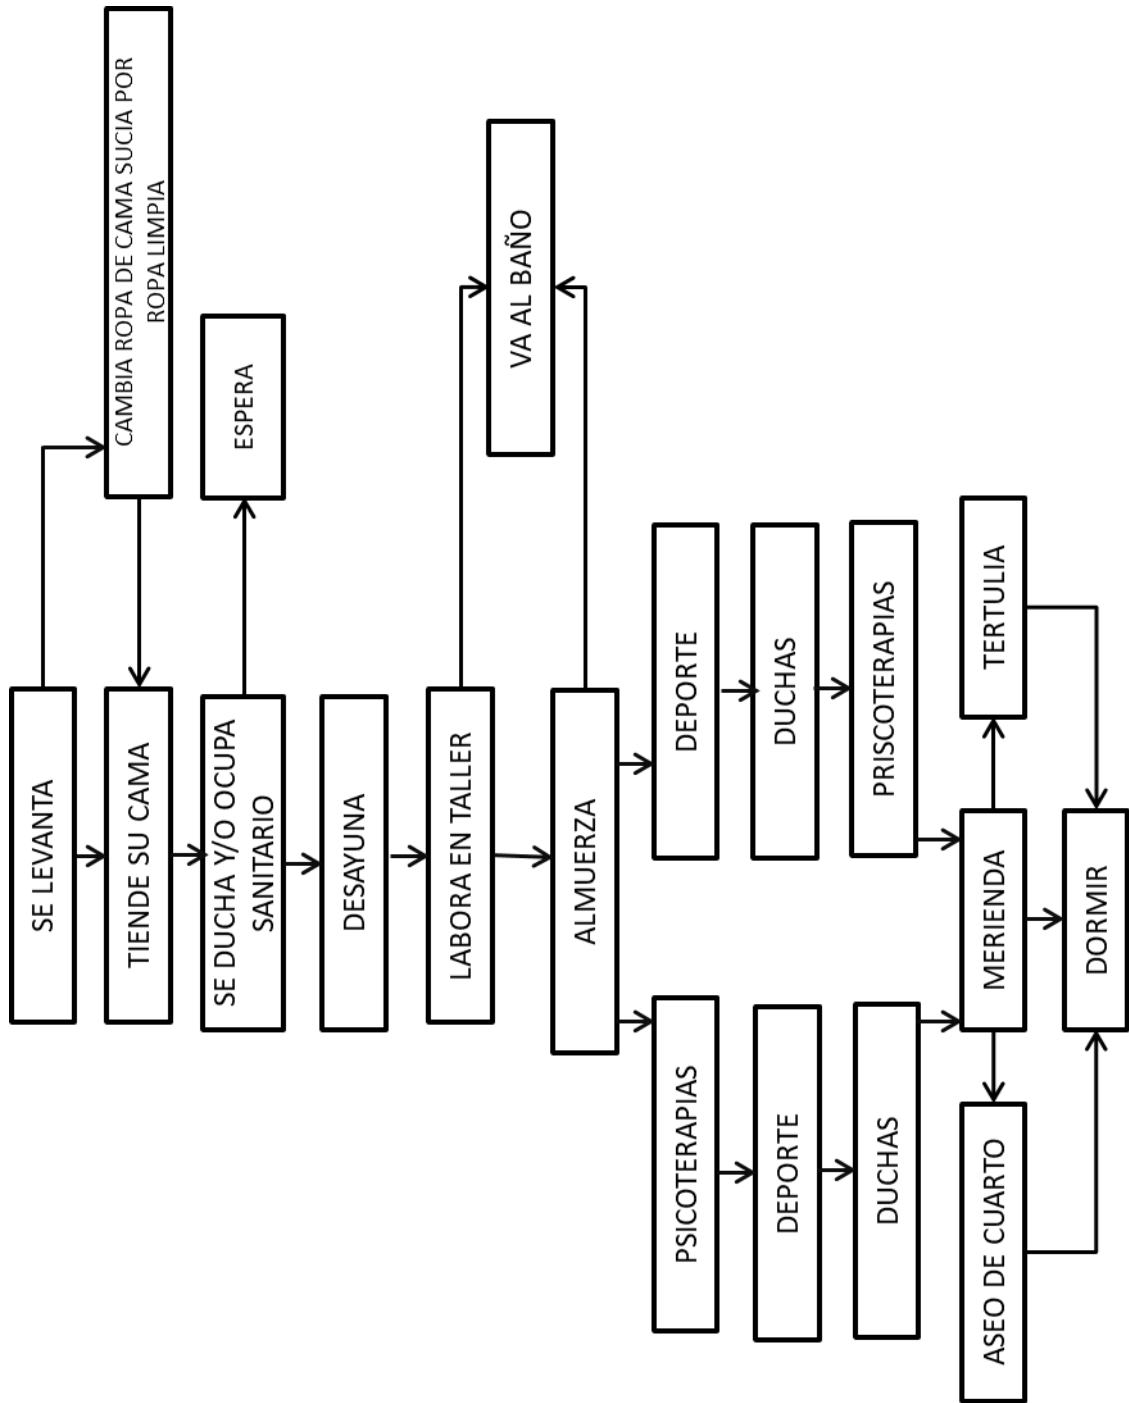 SE LEVANTA
CAMBIA ROPA DE CAMA SUCIA POR
ROPA LIMPIA
TIENDE SU CAMA
SE DUCHA Y/O OCUPA
SANITARIO
ESPERA
DESAYUNA
LABORA EN TALLER
VA AL BAÑO
ALMUERZA
PSICOTERAPIAS
DEPORTE
DEPORTE
DUCHAS
DUCHAS
PRISCOTERAPIAS
ASEO DE CUARTO
MERIENDA
TERTULIA
DORMIR